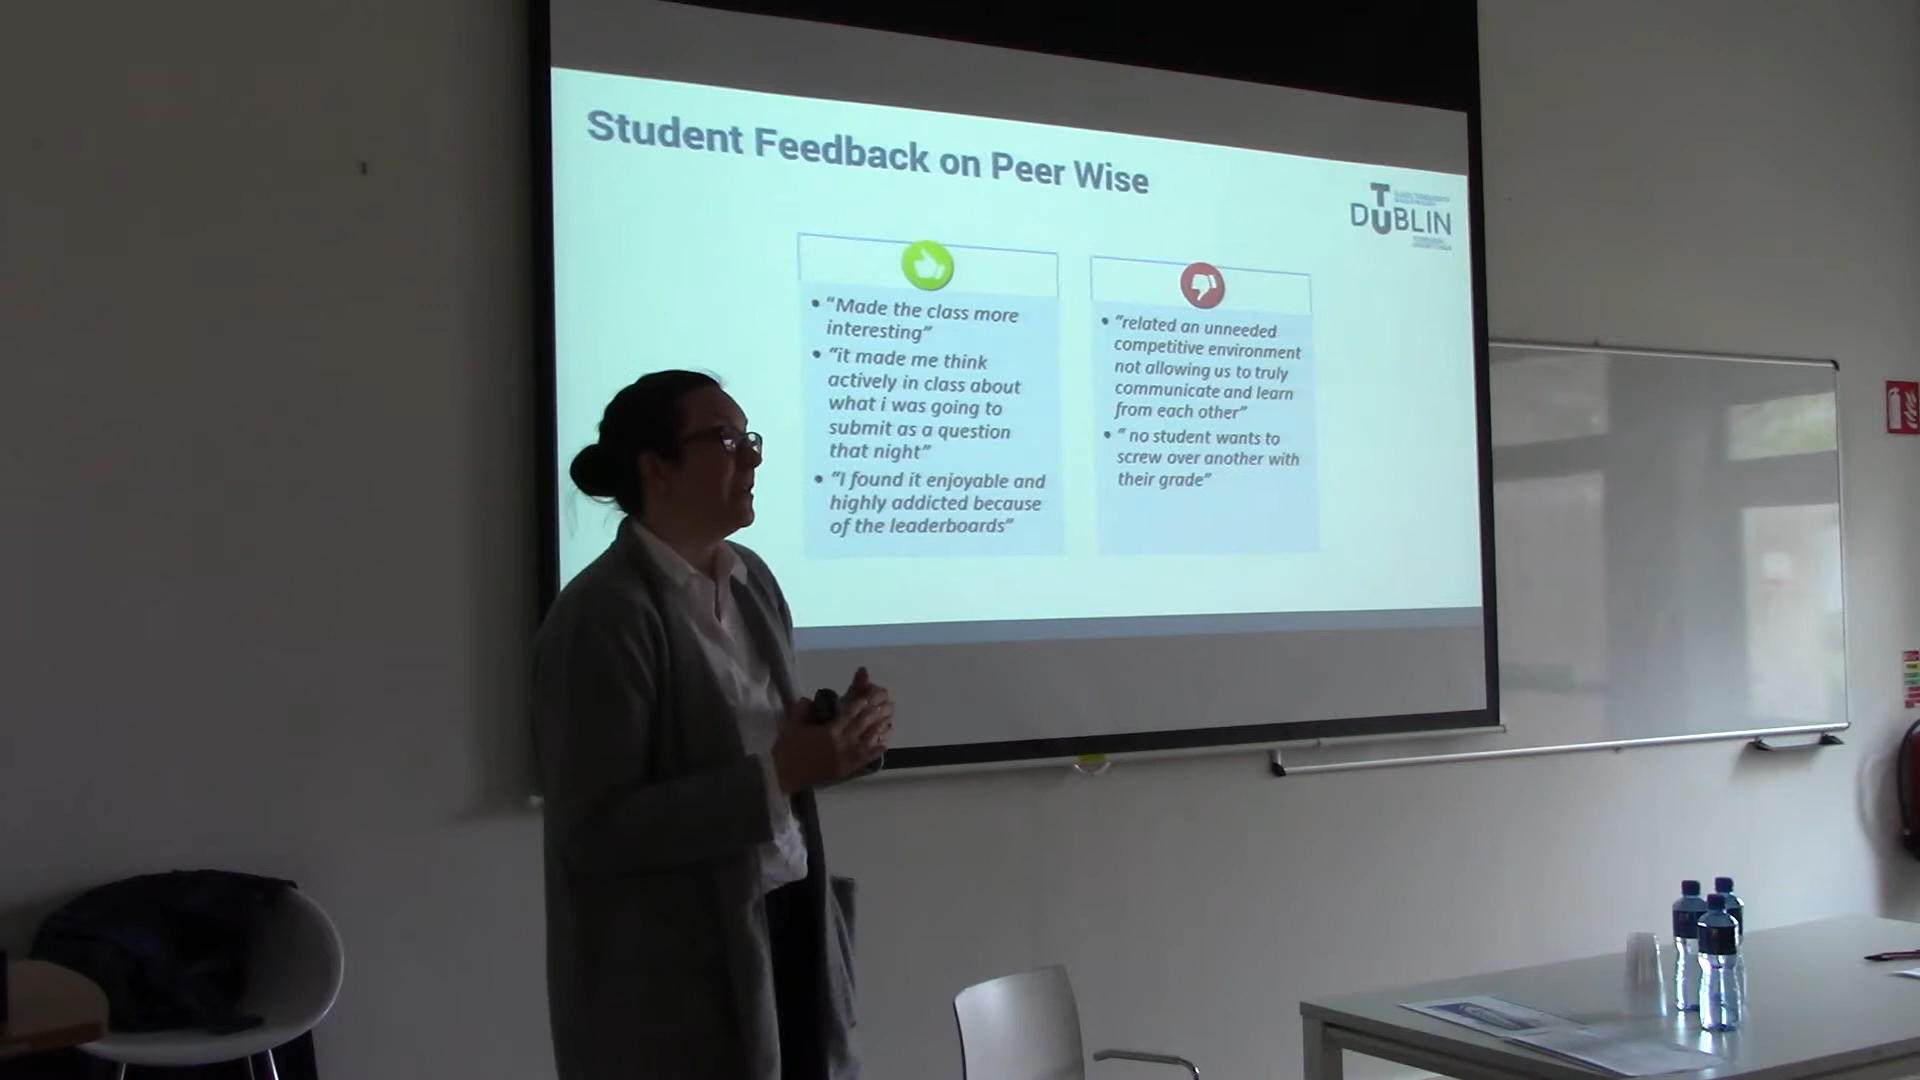 Student Feedback on Peer Wise
TU
DUBLIN
• “Made the class more
interesting”
• “it made me think
actively in class about
what i was going to
submit as a question
that night”
• “I found it enjoyable and
highly addicted because
of the leaderboards”
• “related an unneeded
competitive environment
not allowing us to truly
communicate and learn
from each other”
• “ no student wants to
screw over another with
their grade”